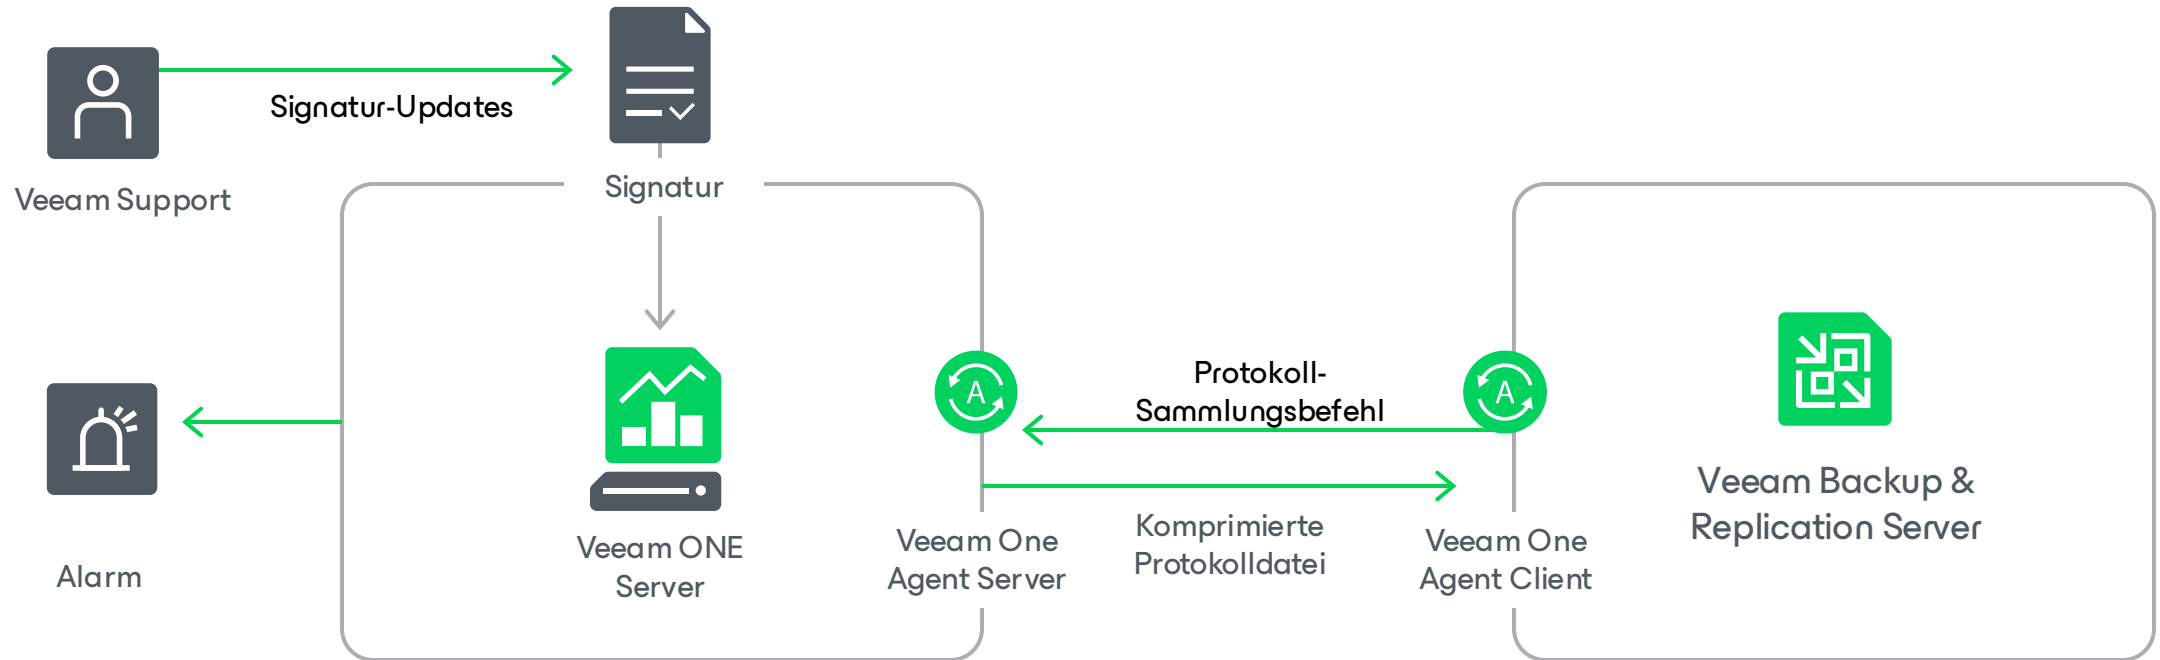 Signatur-Updates
Veeam Support
Signatur
Protokoll-
Sammlungsbefehl
A
A
Veeam Backup &
Replication Server
Komprimierte
Protokolldatei
Veeam ONE
Server
Veeam One
Agent Server
Veeam One
Agent Client
Alarm